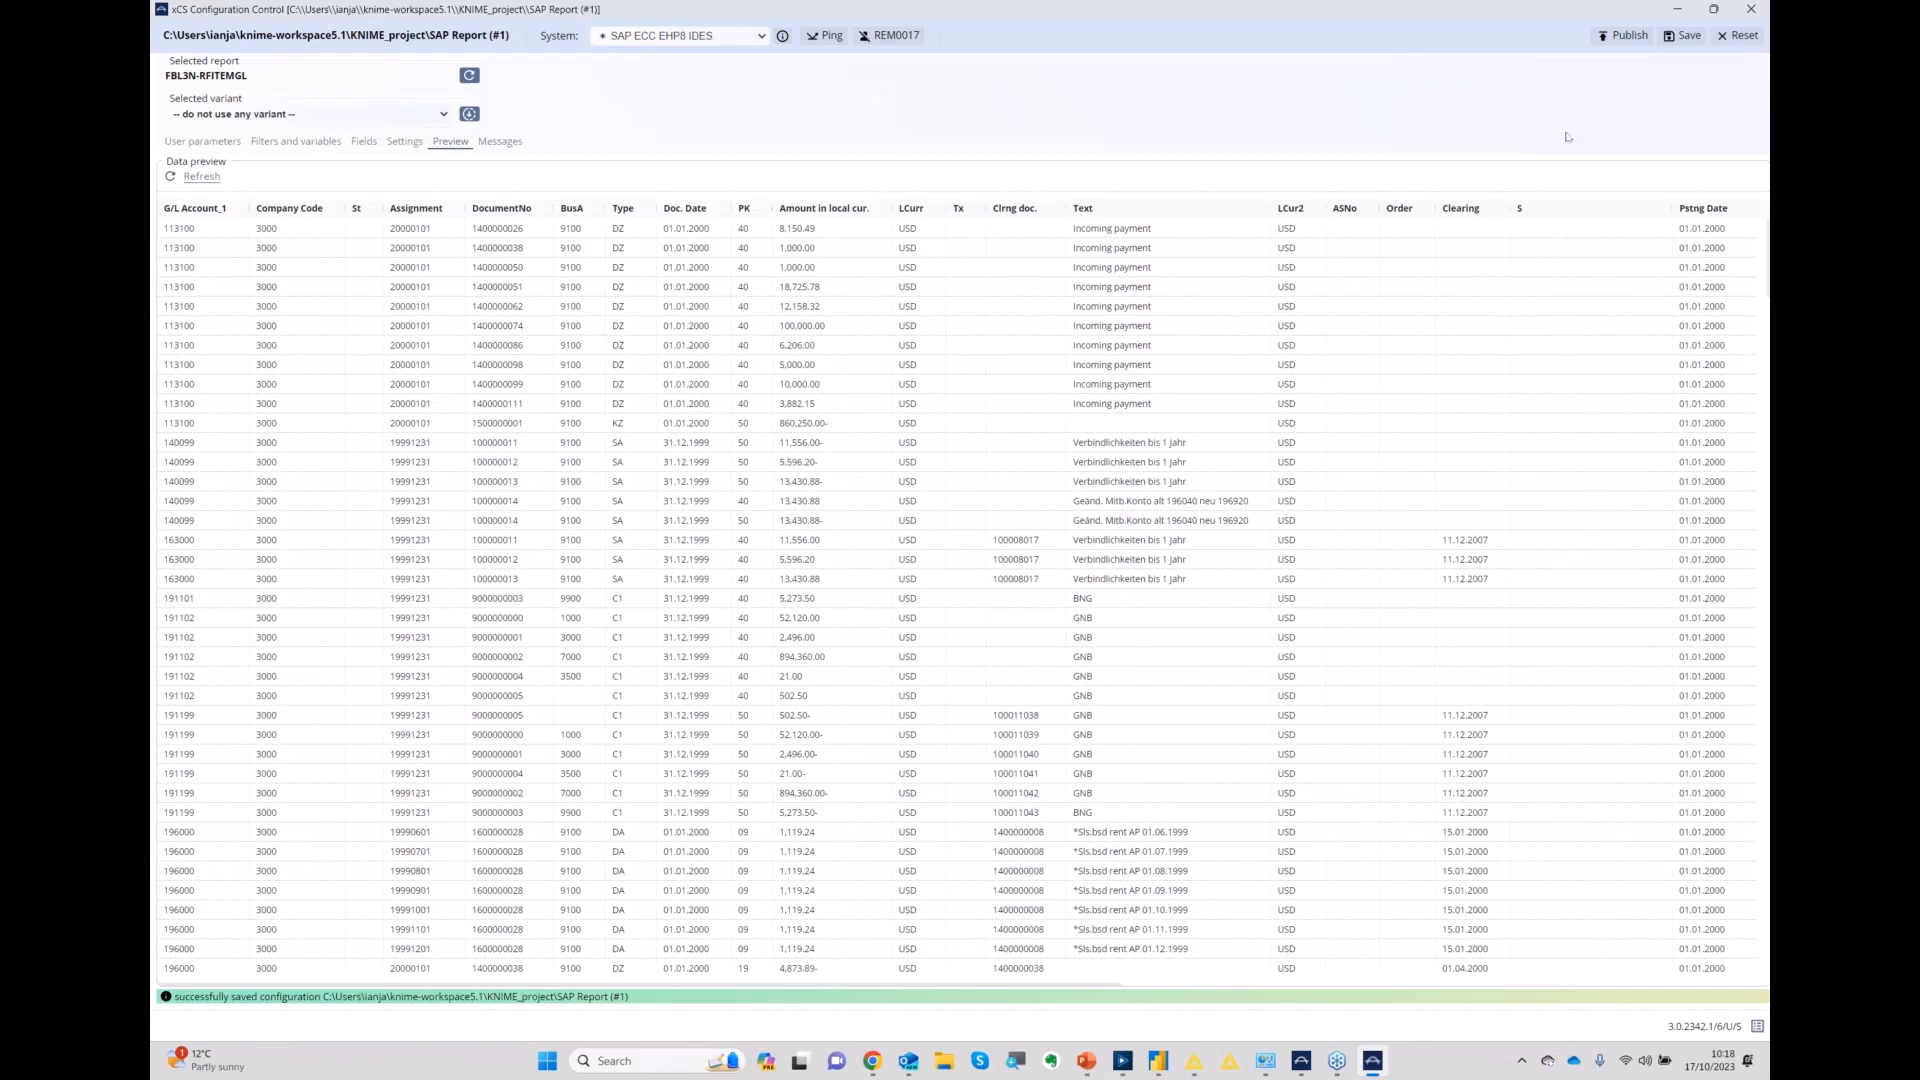 xCS Configuration Control [C:\\Users\\ianja\\knime-workspace5.1\\KNIME_project\\SAP Report (#1)]
C:\Users\ianja\knime-workspace5.1\KNIME_project\SAP Report (#1) System: * SAP ECC EHP8 IDES Ping REM0017 Publish Save Reset
Selected report
FBL3N-RFITEMGL
Selected variant
-- do not use any variant --
User parameters Filters and variables Fields Settings Preview Messages
Data preview
Refresh
G/L Account_1 Company Code St Assignment DocumentNo BusA Type Doc. Date PK Amount in local cur. LCurr Tx Clrng doc. Text LCur2 ASNo Order Clearing S Pstng Date
113100 3000 20000101 1400000026 9100 DZ 01.01.2000 40 8,150.49 USD Incoming payment USD 01.01.2000
113100 3000 20000101 1400000038 9100 DZ 01.01.2000 40 1,000.00 USD Incoming payment USD 01.01.2000
113100 3000 20000101 1400000050 9100 DZ 01.01.2000 40 1,000.00 USD Incoming payment USD 01.01.2000
113100 3000 20000101 1400000051 9100 DZ 01.01.2000 40 18,725.78 USD Incoming payment USD 01.01.2000
113100 3000 20000101 1400000062 9100 DZ 01.01.2000 40 12,158.32 USD Incoming payment USD 01.01.2000
113100 3000 20000101 1400000074 9100 DZ 01.01.2000 40 100,000.00 USD Incoming payment USD 01.01.2000
113100 3000 20000101 1400000086 9100 DZ 01.01.2000 40 6,206.00 USD Incoming payment USD 01.01.2000
113100 3000 20000101 1400000098 9100 DZ 01.01.2000 40 5,000.00 USD Incoming payment USD 01.01.2000
113100 3000 20000101 1400000099 9100 DZ 01.01.2000 40 10,000.00 USD Incoming payment USD 01.01.2000
113100 3000 20000101 1400000111 9100 DZ 01.01.2000 40 3,882.15 USD Incoming payment USD 01.01.2000
113100 3000 20000101 1500000001 9100 KZ 01.01.2000 50 860,250.00- USD USD 01.01.2000
140099 3000 19991231 100000011 9100 SA 31.12.1999 50 11,556.00- USD Verbindlichkeiten bis 1 Jahr USD 01.01.2000
140099 3000 19991231 100000012 9100 SA 31.12.1999 50 5,596.20- USD Verbindlichkeiten bis 1 Jahr USD 01.01.2000
140099 3000 19991231 100000013 9100 SA 31.12.1999 50 13,430.88- USD Verbindlichkeiten bis 1 Jahr USD 01.01.2000
140099 3000 19991231 100000014 9100 SA 31.12.1999 40 13,430.88 USD Geänd. Mitb.Konto alt 196040 neu 196920 USD 01.01.2000
140099 3000 19991231 100000014 9100 SA 31.12.1999 50 13,430.88- USD Geänd. Mitb.Konto alt 196040 neu 196920 USD 01.01.2000
163000 3000 19991231 100000011 9100 SA 31.12.1999 40 11,556.00 USD 100008017 Verbindlichkeiten bis 1 Jahr USD 11.12.2007 01.01.2000
163000 3000 19991231 100000012 9100 SA 31.12.1999 40 5,596.20 USD 100008017 Verbindlichkeiten bis 1 Jahr USD 11.12.2007 01.01.2000
163000 3000 19991231 100000013 9100 SA 31.12.1999 40 13,430.88 USD 100008017 Verbindlichkeiten bis 1 Jahr USD 11.12.2007 01.01.2000
191101 3000 19991231 9000000003 9900 C1 31.12.1999 40 5,273.50 USD BNG USD 01.01.2000
191102 3000 19991231 9000000000 1000 C1 31.12.1999 40 52,120.00 USD GNB USD 01.01.2000
191102 3000 19991231 9000000001 3000 C1 31.12.1999 40 2,496.00 USD GNB USD 01.01.2000
191102 3000 19991231 9000000002 7000 C1 31.12.1999 40 894,360.00 USD GNB USD 01.01.2000
191102 3000 19991231 9000000004 3500 C1 31.12.1999 40 21.00 USD GNB USD 01.01.2000
191102 3000 19991231 9000000005 C1 31.12.1999 40 502.50 USD GNB USD 01.01.2000
191199 3000 19991231 9000000005 C1 31.12.1999 50 502.50- USD 100011038 GNB USD 11.12.2007 01.01.2000
191199 3000 19991231 9000000000 1000 C1 31.12.1999 50 52,120.00- USD 100011039 GNB USD 11.12.2007 01.01.2000
191199 3000 19991231 9000000001 3000 C1 31.12.1999 50 2,496.00- USD 100011040 GNB USD 11.12.2007 01.01.2000
191199 3000 19991231 9000000004 3500 C1 31.12.1999 50 21.00- USD 100011041 GNB USD 11.12.2007 01.01.2000
191199 3000 19991231 9000000002 7000 C1 31.12.1999 50 894,360.00- USD 100011042 GNB USD 11.12.2007 01.01.2000
191199 3000 19991231 9000000003 9900 C1 31.12.1999 50 5,273.50- USD 100011043 BNG USD 11.12.2007 01.01.2000
196000 3000 19990601 1600000028 9100 DA 01.01.2000 09 1,119.24 USD 1400000008 *Sls.bsd rent AP 01.06.1999 USD 15.01.2000 01.01.2000
196000 3000 19990701 1600000028 9100 DA 01.01.2000 09 1,119.24 USD 1400000008 *Sls.bsd rent AP 01.07.1999 USD 15.01.2000 01.01.2000
196000 3000 19990801 1600000028 9100 DA 01.01.2000 09 1,119.24 USD 1400000008 *Sls.bsd rent AP 01.08.1999 USD 15.01.2000 01.01.2000
196000 3000 19990901 1600000028 9100 DA 01.01.2000 09 1,119.24 USD 1400000008 *Sls.bsd rent AP 01.09.1999 USD 15.01.2000 01.01.2000
196000 3000 19991001 1600000028 9100 DA 01.01.2000 09 1,119.24 USD 1400000008 *Sls.bsd rent AP 01.10.1999 USD 15.01.2000 01.01.2000
196000 3000 19991101 1600000028 9100 DA 01.01.2000 09 1,119.24 USD 1400000008 *Sls.bsd rent AP 01.11.1999 USD 15.01.2000 01.01.2000
196000 3000 19991201 1600000028 9100 DA 01.01.2000 09 1,119.24 USD 1400000008 *Sls.bsd rent AP 01.12.1999 USD 15.01.2000 01.01.2000
196000 3000 20000101 1400000038 9100 DZ 01.01.2000 19 4,873.89- USD 1400000038 USD 01.04.2000 01.01.2000
successfully saved configuration C:\Users\ianja\knime-workspace5.1\KNIME_project\SAP Report (#1)
3.0.2342.1/6/U/S
1 12°C
Partly sunny
Search
10:18
17/10/2023